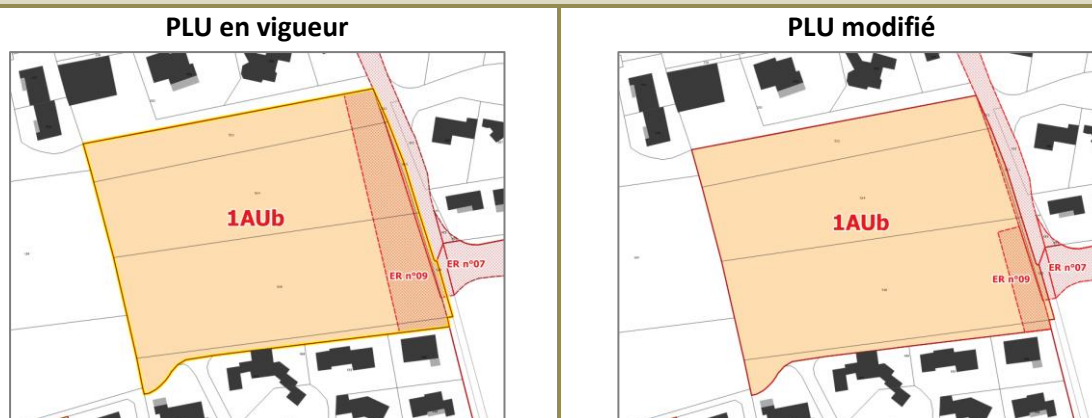 PLU en vigueur
PLU modifié
1AUb
ER n°09
ER n°07
1AUb
ER n°09
ER n°07